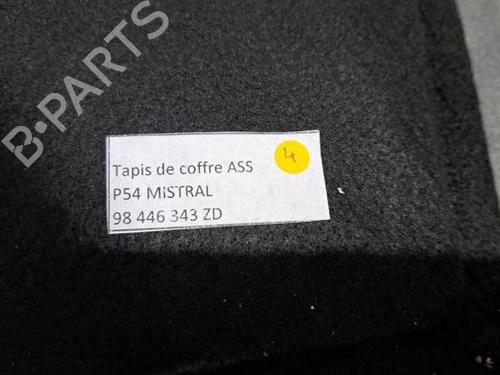 B-PARTS
Tapis de coffre ASS
P54 MISTRAL
98 446 343 ZD
4